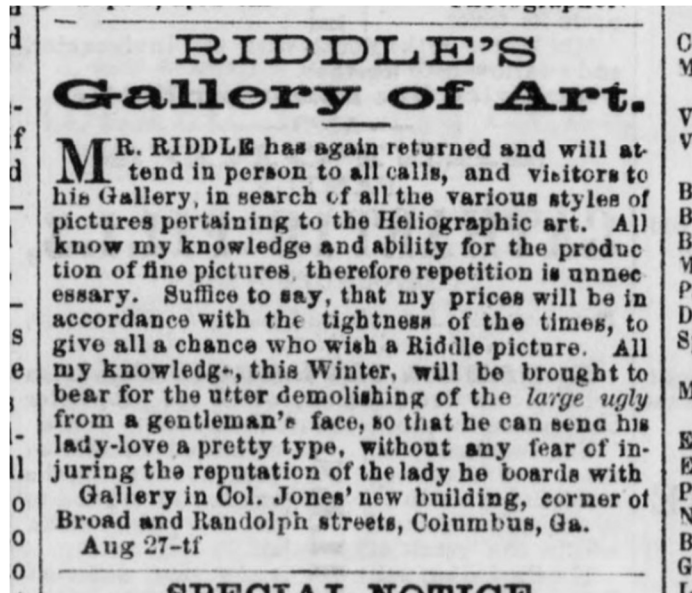 RIDDLE'S
Gallery of Art.
MR. RIDDLE has again returned and will at-
tend in person to all calls, and visitors to
his Gallery, in search of all the various styles of
pictures pertaining to the Heliographic art. All
know my knowledge and ability for the produc
tion of fine pictures, therefore repetition is unnec
essary. Suffice to say, that my prices will be in
accordance with the tightness of the times, to
give all a chance who wish a Riddle picture. All
my knowledge, this Winter, will be brought to
bear for the utter demolishing of the large ugly
from a gentleman's face, so that he can send his
lady-love a pretty type, without any fear of in-
juring the reputation of the lady he boards with
Gallery in Col. Jones' new building, corner of
Broad and Randolph streets, Columbus, Ga.
Aug 27-tf
SPECIAL NOTICE